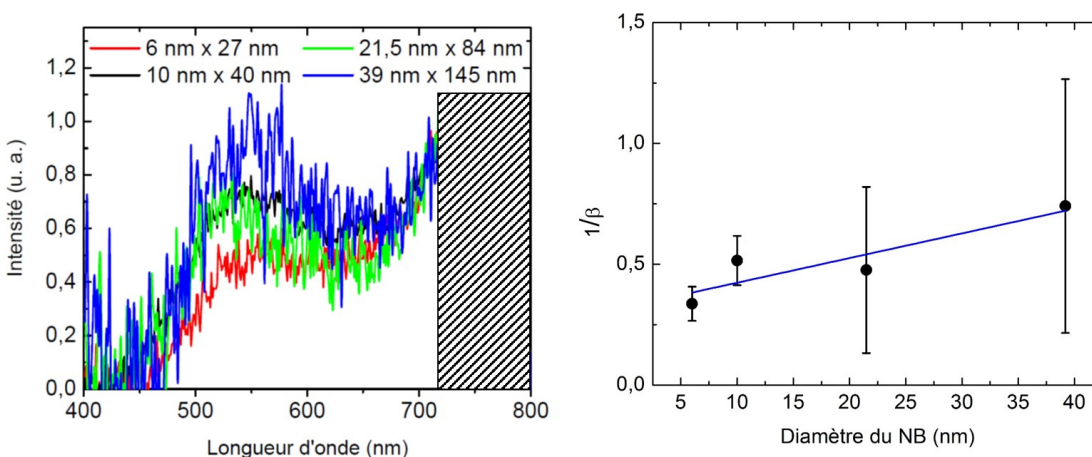 6 nm x 27 nm
21,5 nm x 84 nm
10 nm x 40 nm
39 nm x 145 nm
1,2
1,0
0,8
0,6
0,4
0,2
0,0
400 500 600 700 800
Intensité (u. a.)
Longueur d'onde (nm)
1,5
1,0
0,5
0,0
5 10 15 20 25 30 35 40
1/β
Diamètre du NB (nm)